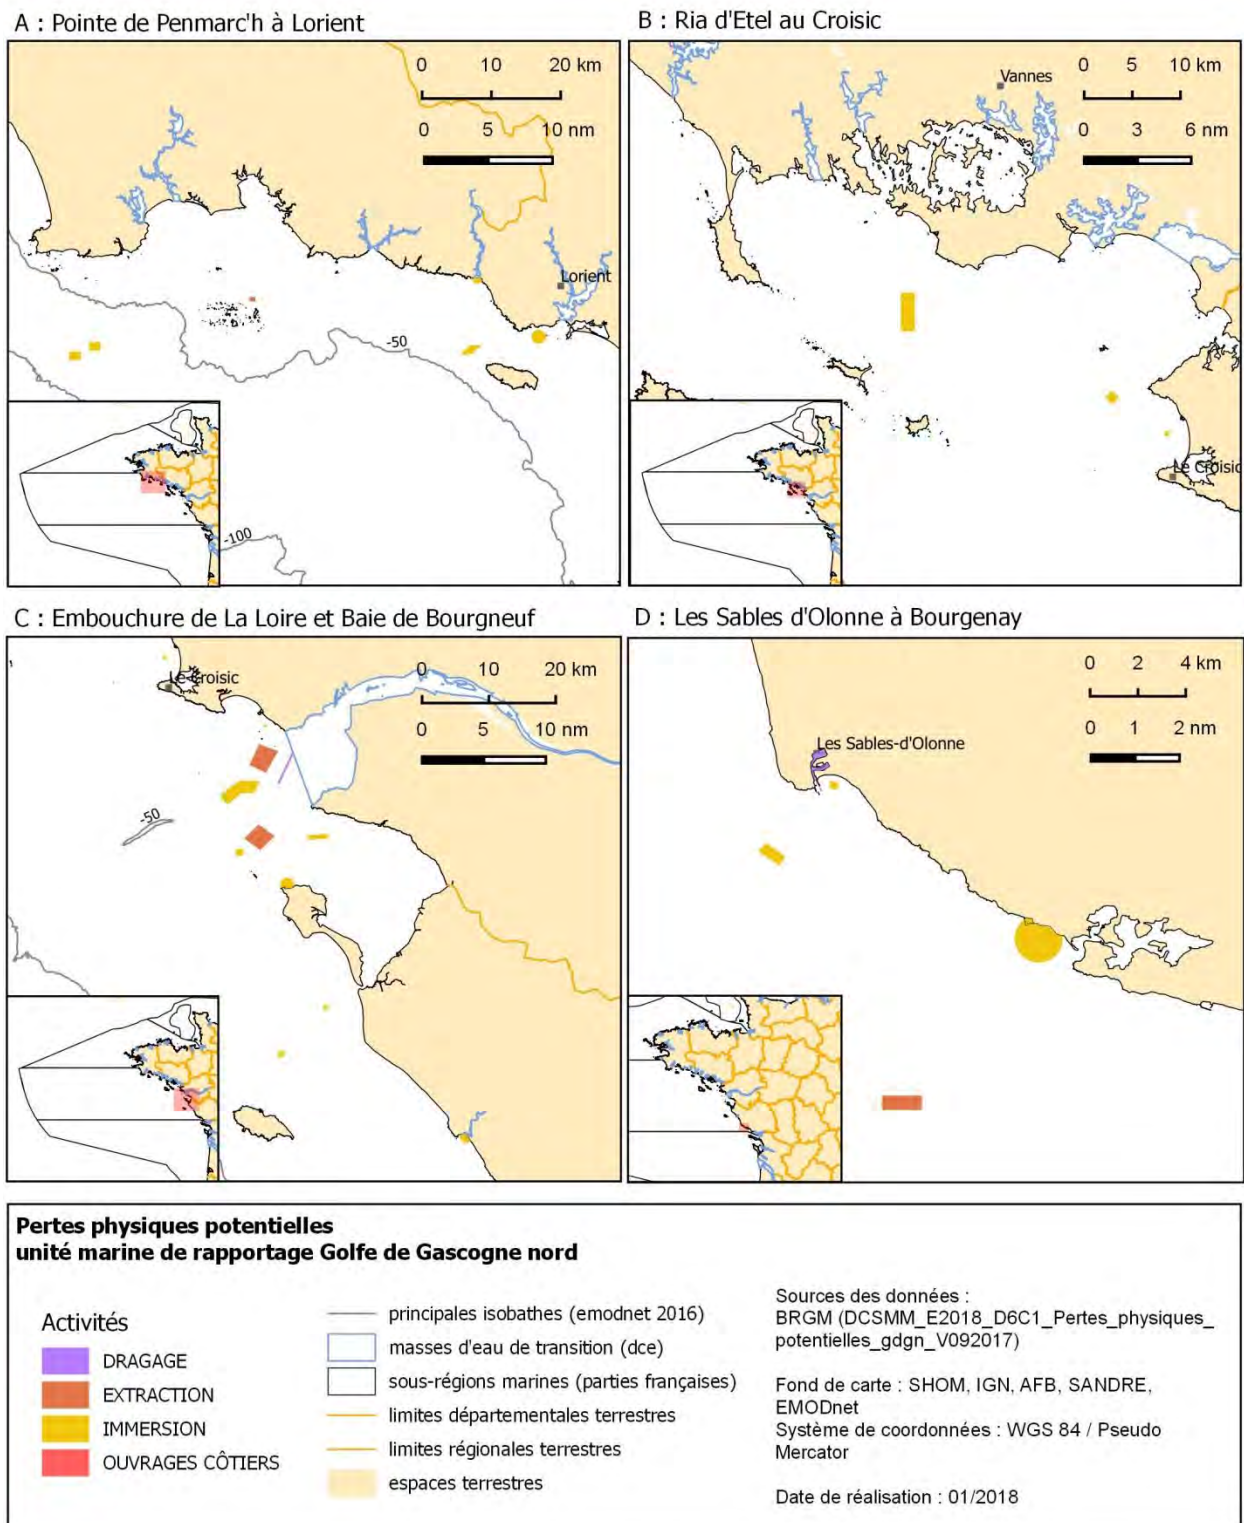 A : Pointe de Penmarc'h à Lorient
0 10 20 km
0 5 10 nm
Lorient
-50
-100
B : Ria d'Etel au Croisic
Vannes
0 5 10 km
0 3 6 nm
Le Croisic
C : Embouchure de La Loire et Baie de Bourgneuf
Le Croisic
0 10 20 km
0 5 10 nm
-50
D : Les Sables d'Olonne à Bourgenay
0 2 4 km
0 1 2 nm
Les Sables-d'Olonne
Pertes physiques potentielles
unité marine de rapportage Golfe de Gascogne nord
Activités
DRAGAGE
EXTRACTION
IMMERSION
OUVRAGES CÔTIERS
principales isobathes (emodnet 2016)
masses d'eau de transition (dce)
sous-régions marines (parties françaises)
limites départementales terrestres
limites régionales terrestres
espaces terrestres
Sources des données :
BRGM (DCSMM_E2018_D6C1_Pertes_physiques_
potentielles_gdgn_V092017)
Fond de carte : SHOM, IGN, AFB, SANDRE,
EMODnet
Système de coordonnées : WGS 84 / Pseudo
Mercator
Date de réalisation : 01/2018